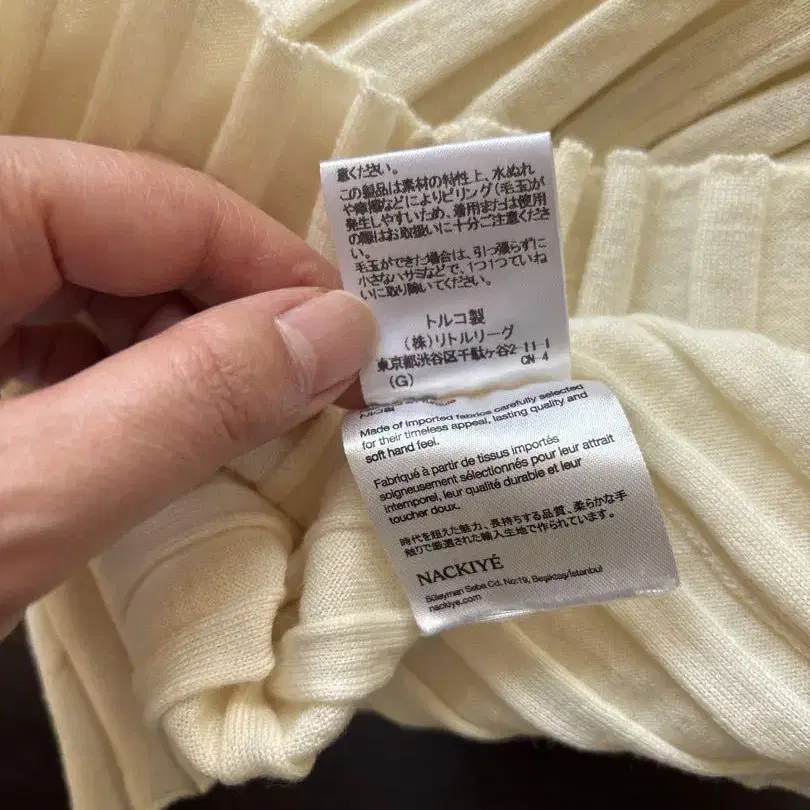 意ください。
この製品は素材の特性上、水ぬれ
や摩擦などによりピリング(毛玉)が
発生しやすいため、着用または使用
の際はお取扱いに十分ご注意くださ
い。
毛玉ができた場合は、引っ張らずに
小さなハサミなどで、1つ1つていね
いに取り除いてください。
トルコ製
(株)リトルリーグ
東京都渋谷区千駄ヶ谷2-11-1
(G) CN 4
Made of imported fabrics carefully selected
for their timeless appeal, lasting quality and
soft hand feel.
Fabriqué à partir de tissus importés
soigneusement sélectionnés pour leur attrait
intemporel, leur qualité durable et leur
toucher doux.
時代を超えた魅力、長持ちする品質、柔らかな手
触りで厳選された輸入生地で作られています。
NACKIYÉ
Süleyman Seba Cd. No:19, Beşiktaş/Istanbul
nackiye.com